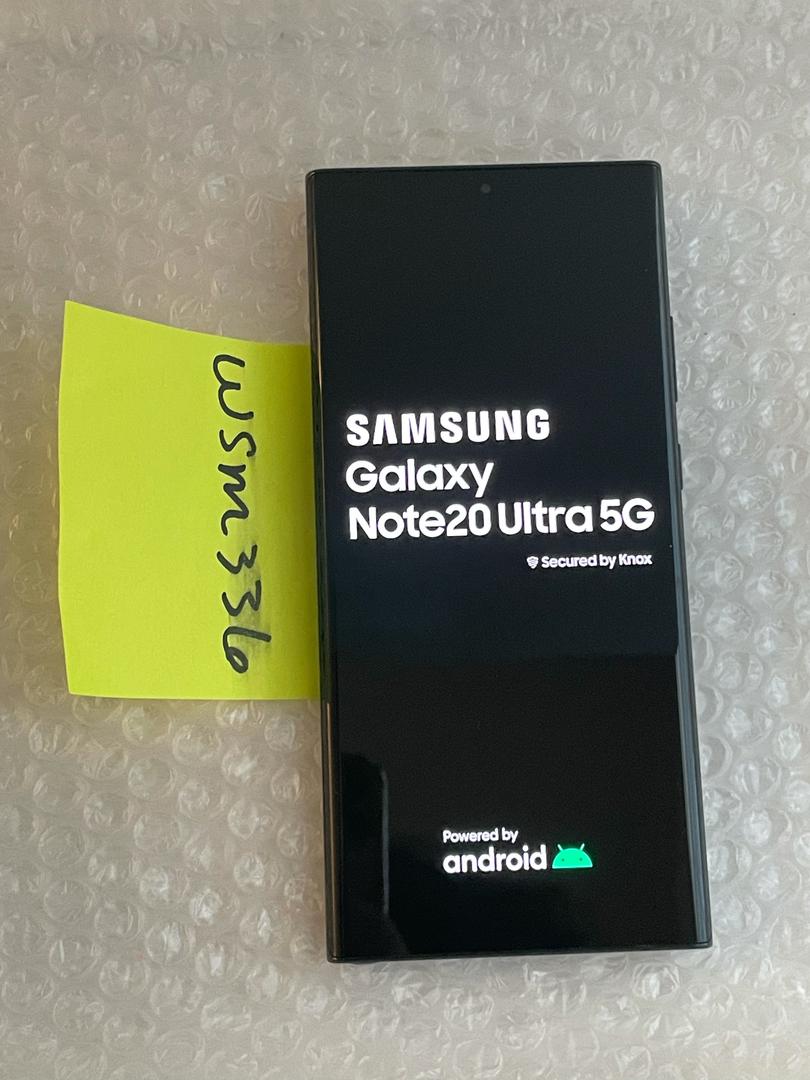 wsm336
SAMSUNG
Galaxy
Note20 Ultra 5G
Secured by Knox
Powered by
android